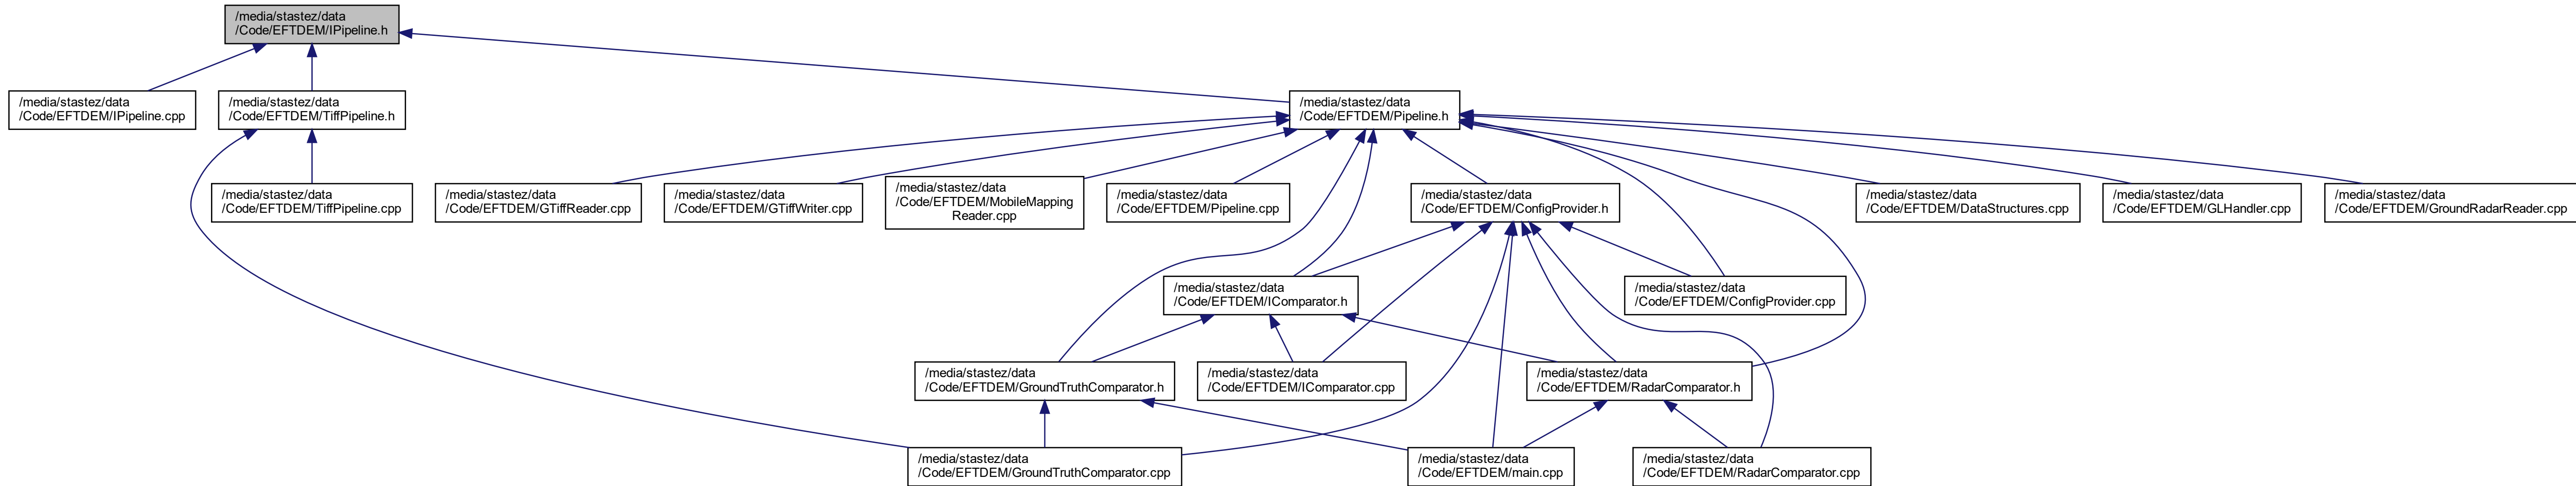 /media/stastez/data
/Code/EFTDEM/IPipeline.h
/media/stastez/data
/Code/EFTDEM/IPipeline.cpp
/media/stastez/data
/Code/EFTDEM/TiffPipeline.h
/media/stastez/data
/Code/EFTDEM/Pipeline.h
/media/stastez/data
/Code/EFTDEM/TiffPipeline.cpp
/media/stastez/data
/Code/EFTDEM/GTiffReader.cpp
/media/stastez/data
/Code/EFTDEM/GTiffWriter.cpp
/media/stastez/data
/Code/EFTDEM/MobileMapping
Reader.cpp
/media/stastez/data
/Code/EFTDEM/Pipeline.cpp
/media/stastez/data
/Code/EFTDEM/ConfigProvider.h
/media/stastez/data
/Code/EFTDEM/DataStructures.cpp
/media/stastez/data
/Code/EFTDEM/GLHandler.cpp
/media/stastez/data
/Code/EFTDEM/GroundRadarReader.cpp
/media/stastez/data
/Code/EFTDEM/IComparator.h
/media/stastez/data
/Code/EFTDEM/ConfigProvider.cpp
/media/stastez/data
/Code/EFTDEM/GroundTruthComparator.h
/media/stastez/data
/Code/EFTDEM/IComparator.cpp
/media/stastez/data
/Code/EFTDEM/RadarComparator.h
/media/stastez/data
/Code/EFTDEM/GroundTruthComparator.cpp
/media/stastez/data
/Code/EFTDEM/main.cpp
/media/stastez/data
/Code/EFTDEM/RadarComparator.cpp